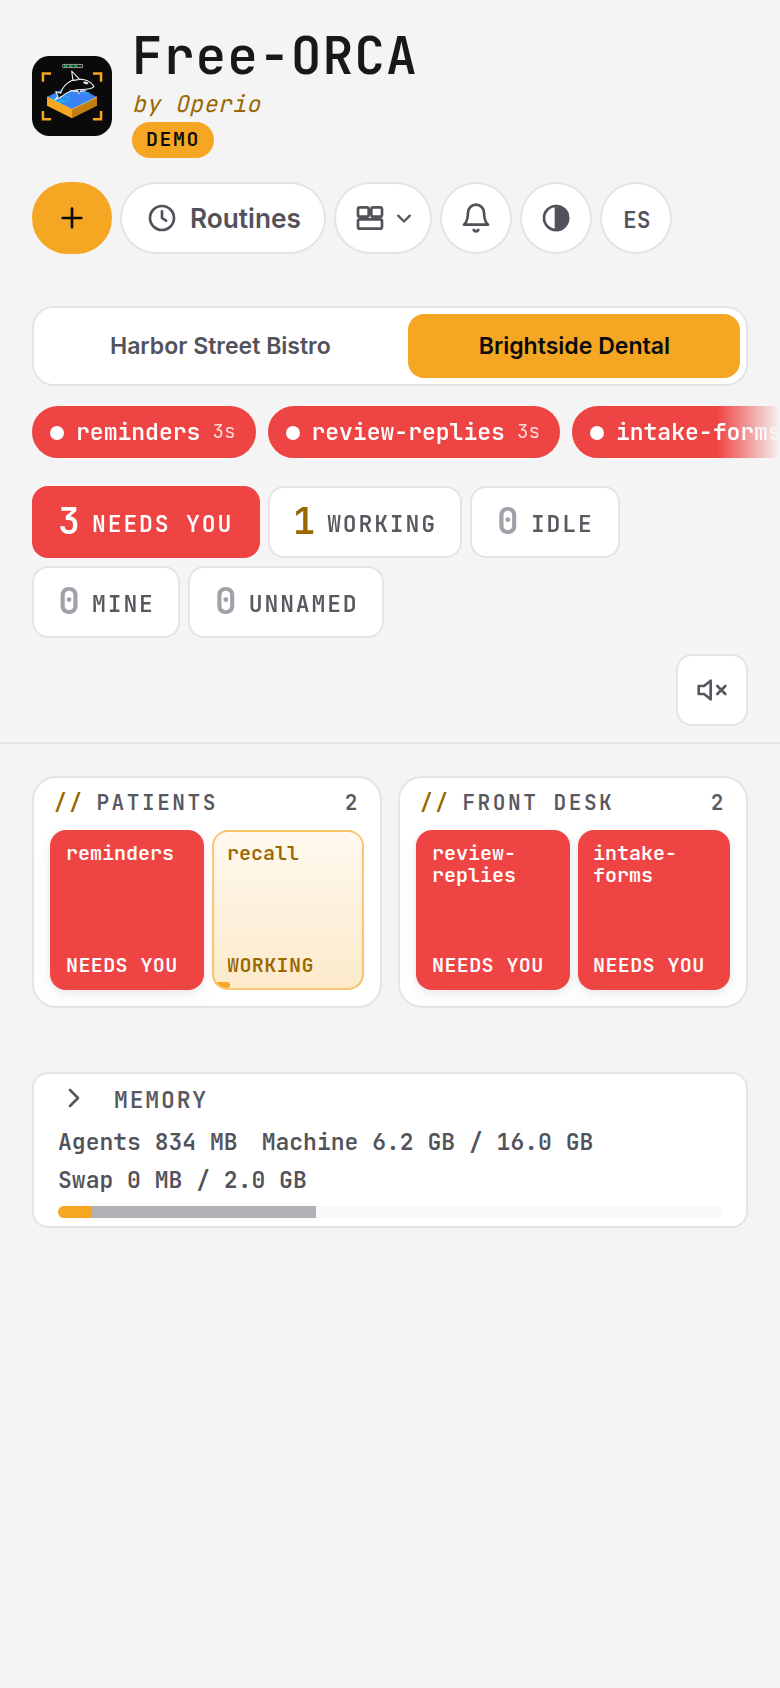 Free-ORCA
by Operio
DEMO
Routines
ES
Harbor Street Bistro
Brightside Dental
reminders 3s
review-replies 3s
intake-forms
3 NEEDS YOU
1 WORKING
0 IDLE
0 MINE
0 UNNAMED
// PATIENTS 2
reminders
NEEDS YOU
recall
WORKING
// FRONT DESK 2
review-
replies
NEEDS YOU
intake-
forms
NEEDS YOU
MEMORY
Agents 834 MB Machine 6.2 GB / 16.0 GB
Swap 0 MB / 2.0 GB